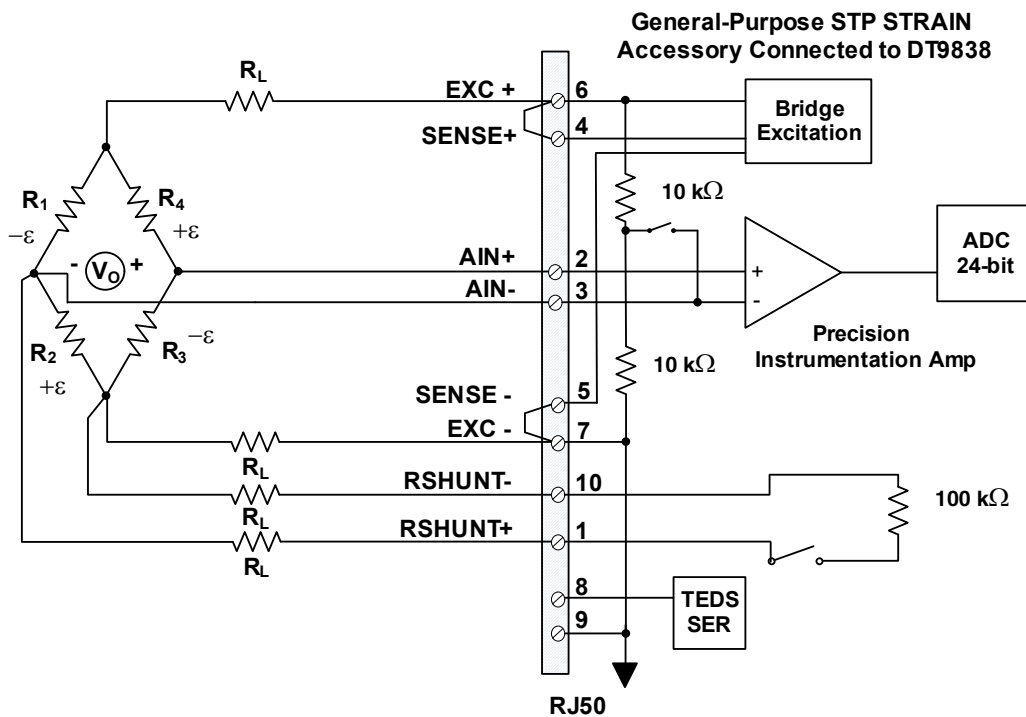 General-Purpose STP STRAIN
Accessory Connected to DT9838
RL
EXC +
6
Bridge
Excitation
SENSE+
4
R1
R4
10 kΩ
−ε
+ε
ADC
24-bit
- VO +
AIN+
2
+
AIN-
3
-
R2
R3
−ε
+ε
10 kΩ
Precision
Instrumentation Amp
SENSE -
5
EXC -
7
RL
RSHUNT-
10
100 kΩ
RL
RSHUNT+
1
RL
8
TEDS
SER
9
RJ50